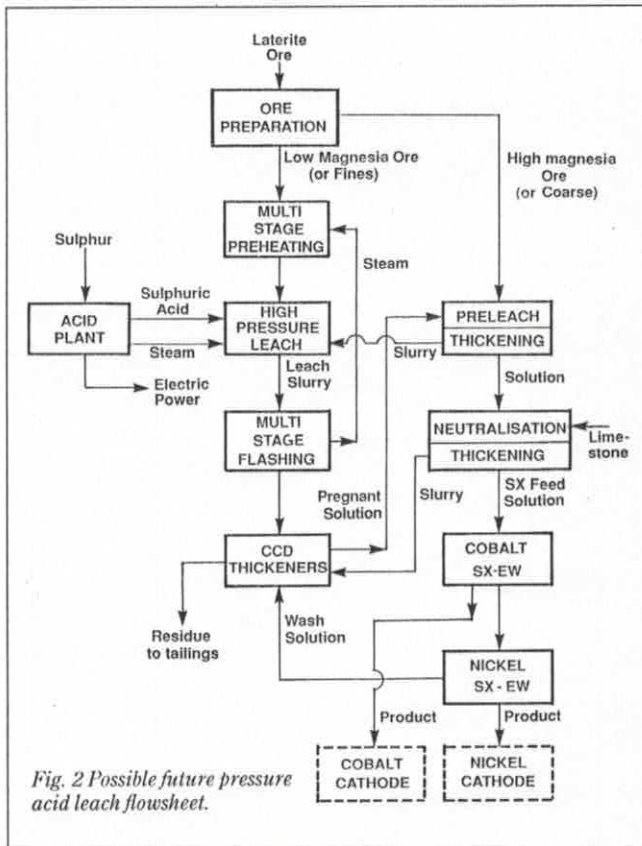 Laterite
Ore
ORE
PREPARATION
Low Magnesia Ore
(or Fines)
High magnesia
Ore
(or Coarse)
MULTI
STAGE
PREHEATING
Sulphur
Steam
Sulphuric
Acid
ACID
PLANT
Steam
HIGH
PRESSURE
LEACH
PRELEACH
THICKENING
Slurry
Leach
Slurry
Solution
Electric
Power
MULTI
STAGE
FLASHING
NEUTRALISATION
THICKENING
Lime-
stone
Pregnant
Solution
Slurry
SX Feed
Solution
CCD
THICKENERS
COBALT
SX-EW
Residue
to tailings
Wash
Solution
NICKEL
SX - EW
Product
Product
COBALT
CATHODE
NICKEL
CATHODE
Fig. 2 Possible future pressure
acid leach flowsheet.